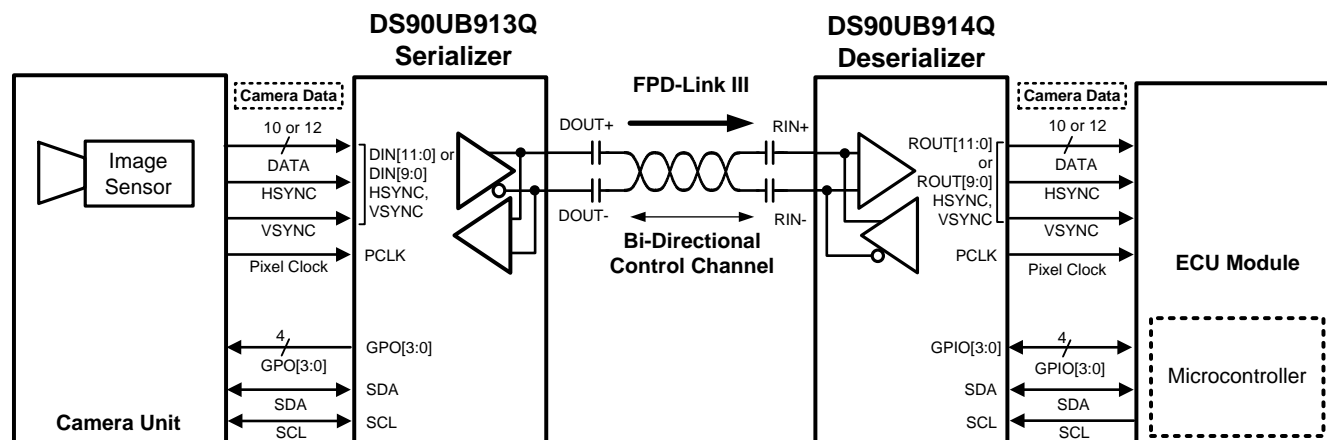 DS90UB913Q
Serializer
DS90UB914Q
Deserializer
Camera Data
FPD-Link III
Camera Data
Image
Sensor
10 or 12
DATA
HSYNC
VSYNC
Pixel Clock
DIN[11:0] or
DIN[9:0]
HSYNC,
VSYNC
PCLK
DOUT+
DOUT-
RIN+
RIN-
Bi-Directional
Control Channel
ROUT[11:0]
or
ROUT[9:0]
HSYNC,
VSYNC
PCLK
10 or 12
DATA
HSYNC
VSYNC
Pixel Clock
ECU Module
4
GPO[3:0]
SDA
SCL
GPO[3:0]
SDA
SCL
GPIO[3:0]
SDA
SCL
4
GPIO[3:0]
SDA
SCL
Microcontroller
Camera Unit